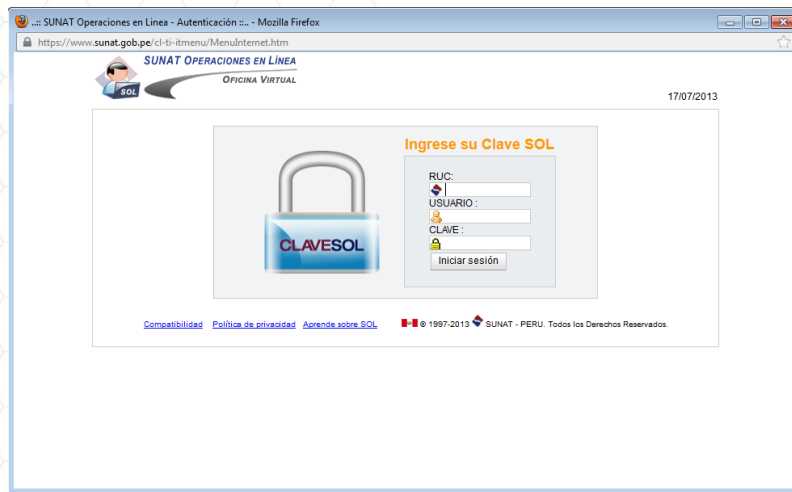 ..:: SUNAT Operaciones en Linea - Autenticación ::.. - Mozilla Firefox
https://www.sunat.gob.pe/cl-ti-itmenu/MenuInternet.htm
SUNAT OPERACIONES EN LÍNEA
OFICINA VIRTUAL
SOL
17/07/2013
Ingrese su Clave SOL
RUC:
USUARIO :
CLAVE :
CLAVESOL
Iniciar sesión
Compatibilidad Política de privacidad Aprende sobre SOL © 1997-2013 SUNAT - PERU. Todos los Derechos Reservados.